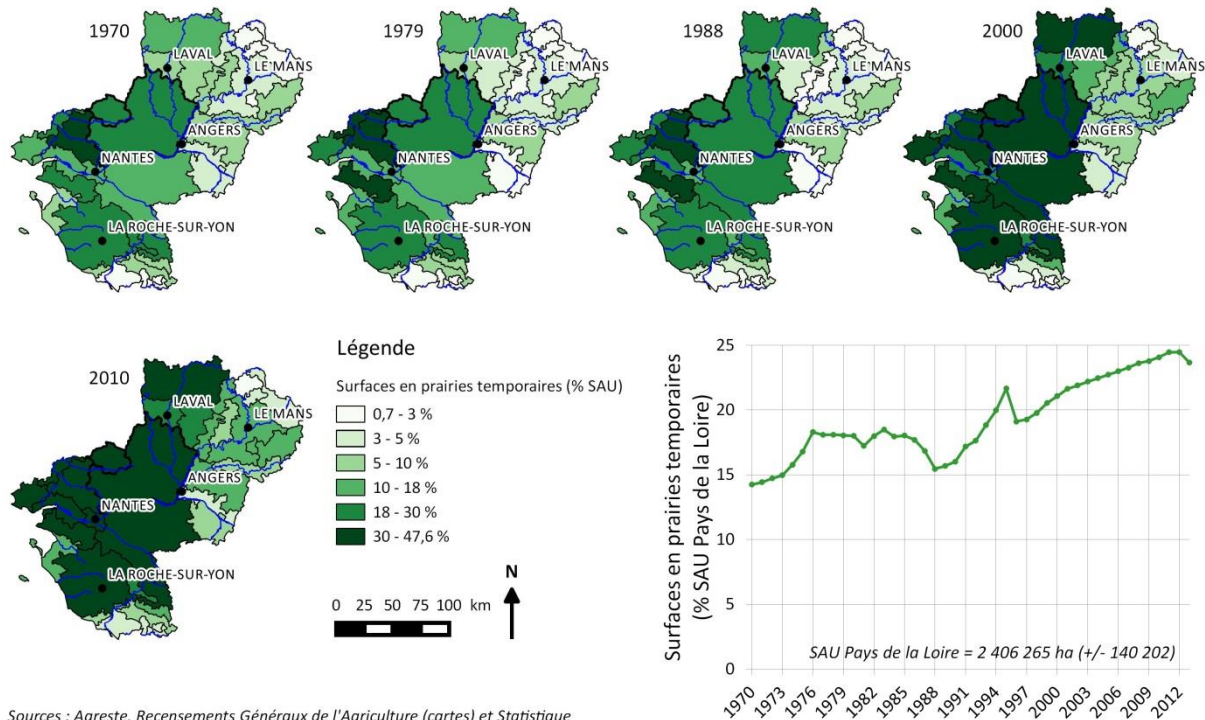 1970
LAVAL
LE MANS
ANGERS
NANTES
LA ROCHE-SUR-YON
1979
LAVAL
LE MANS
ANGERS
NANTES
LA ROCHE-SUR-YON
1988
LAVAL
LE MANS
ANGERS
NANTES
LA ROCHE-SUR-YON
2000
LAVAL
LE MANS
ANGERS
NANTES
LA ROCHE-SUR-YON
2010
LAVAL
LE MANS
ANGERS
NANTES
LA ROCHE-SUR-YON
Légende
Surfaces en prairies temporaires (% SAU)
0,7 - 3 %
3 - 5 %
5 - 10 %
10 - 18 %
18 - 30 %
30 - 47,6 %
N
0 25 50 75 100 km
Surfaces en prairies temporaires
(% SAU Pays de la Loire)
25
20
15
10
5
0
SAU Pays de la Loire = 2 406 265 ha (+/- 140 202)
1970 1973 1976 1979 1982 1985 1988 1991 1994 1997 2000 2003 2006 2009 2012
Sources : Agreste, Recensements Généraux de l'Agriculture (cartes) et Statistique